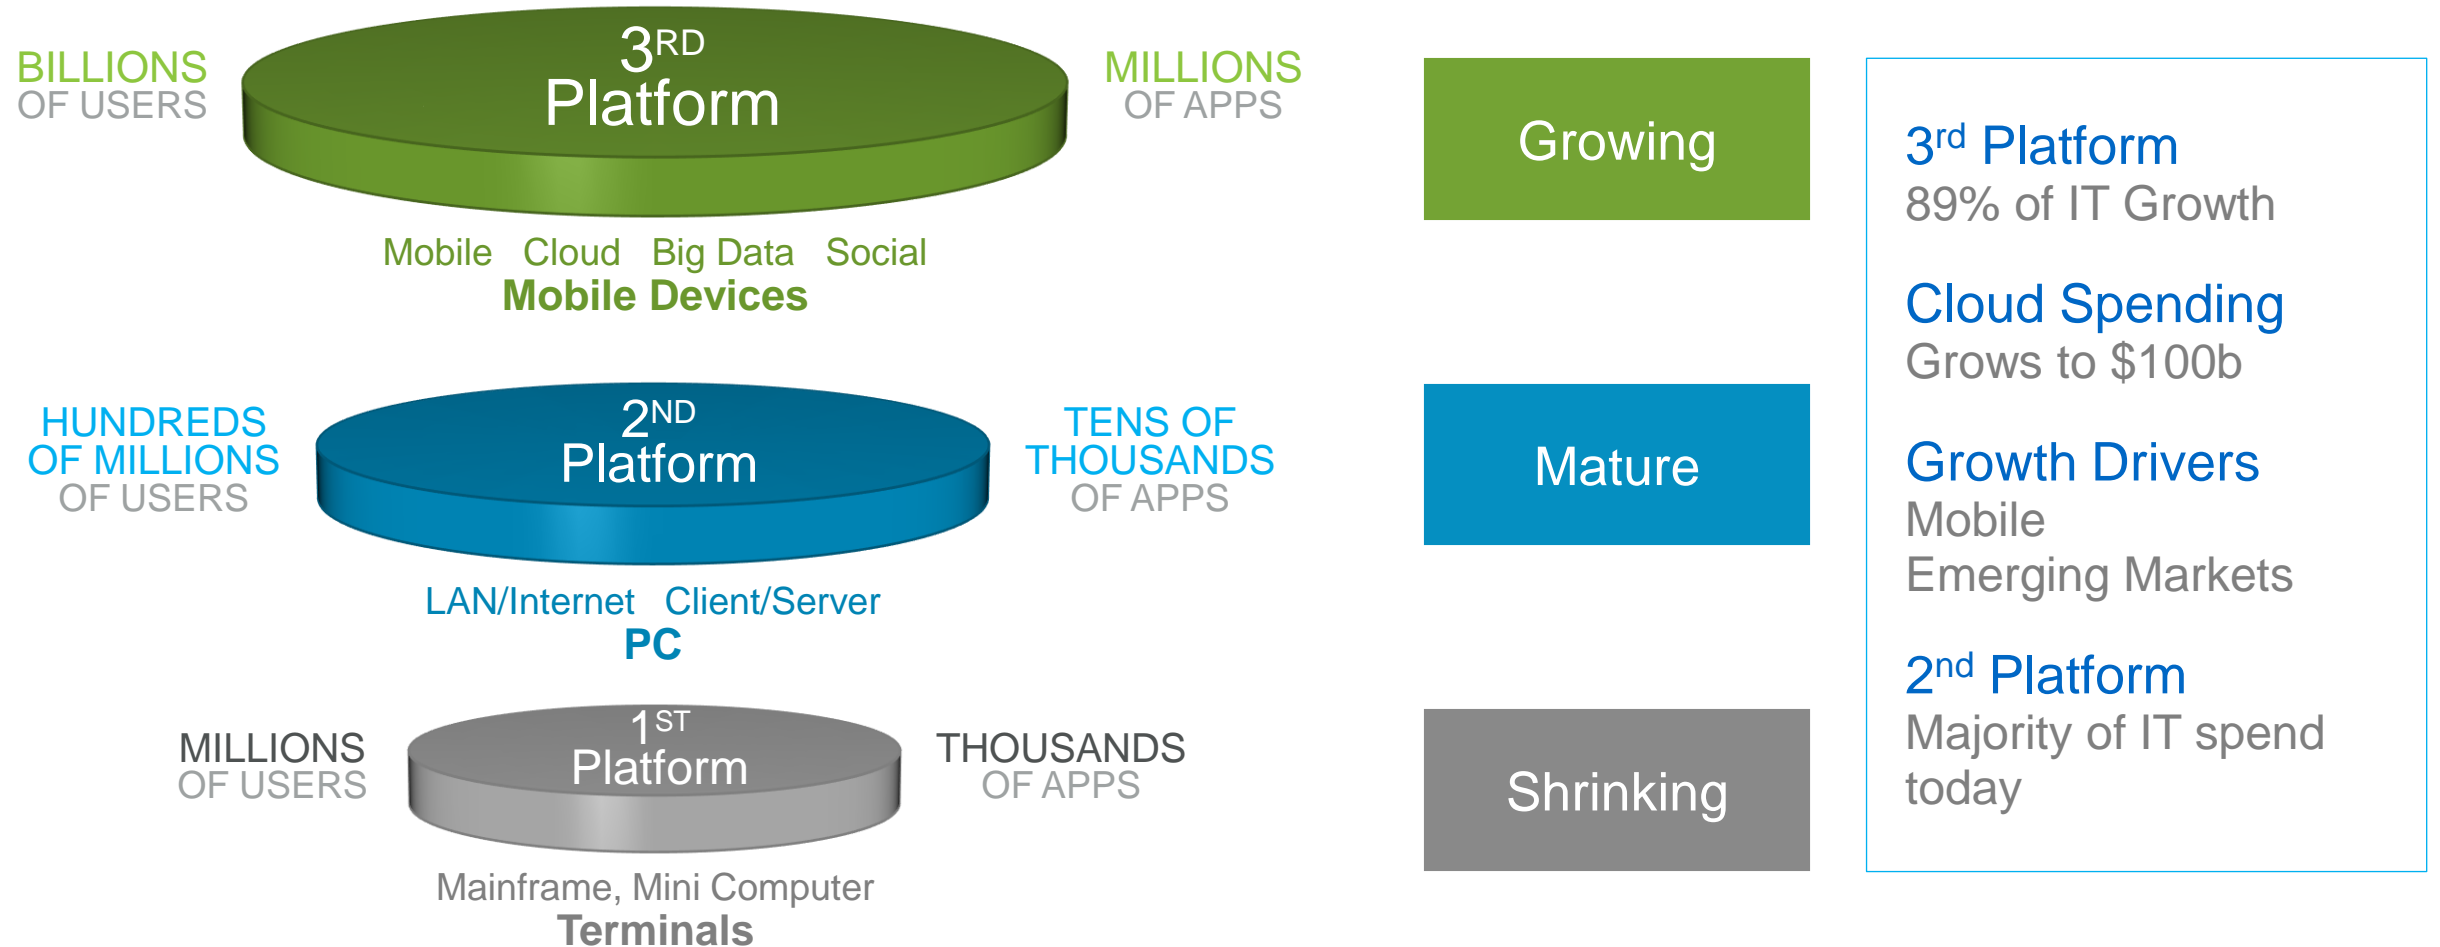 BILLIONS
OF USERS
3RD
Platform
MILLIONS
OF APPS
Mobile Cloud Big Data Social
Mobile Devices
HUNDREDS
OF MILLIONS
OF USERS
2ND
Platform
TENS OF
THOUSANDS
OF APPS
LAN/Internet Client/Server
PC
MILLIONS
OF USERS
1ST
Platform
THOUSANDS
OF APPS
Mainframe, Mini Computer
Terminals
Growing
Mature
Shrinking
3rd Platform
89% of IT Growth
Cloud Spending
Grows to $100b
Growth Drivers
Mobile
Emerging Markets
2nd Platform
Majority of IT spend
today